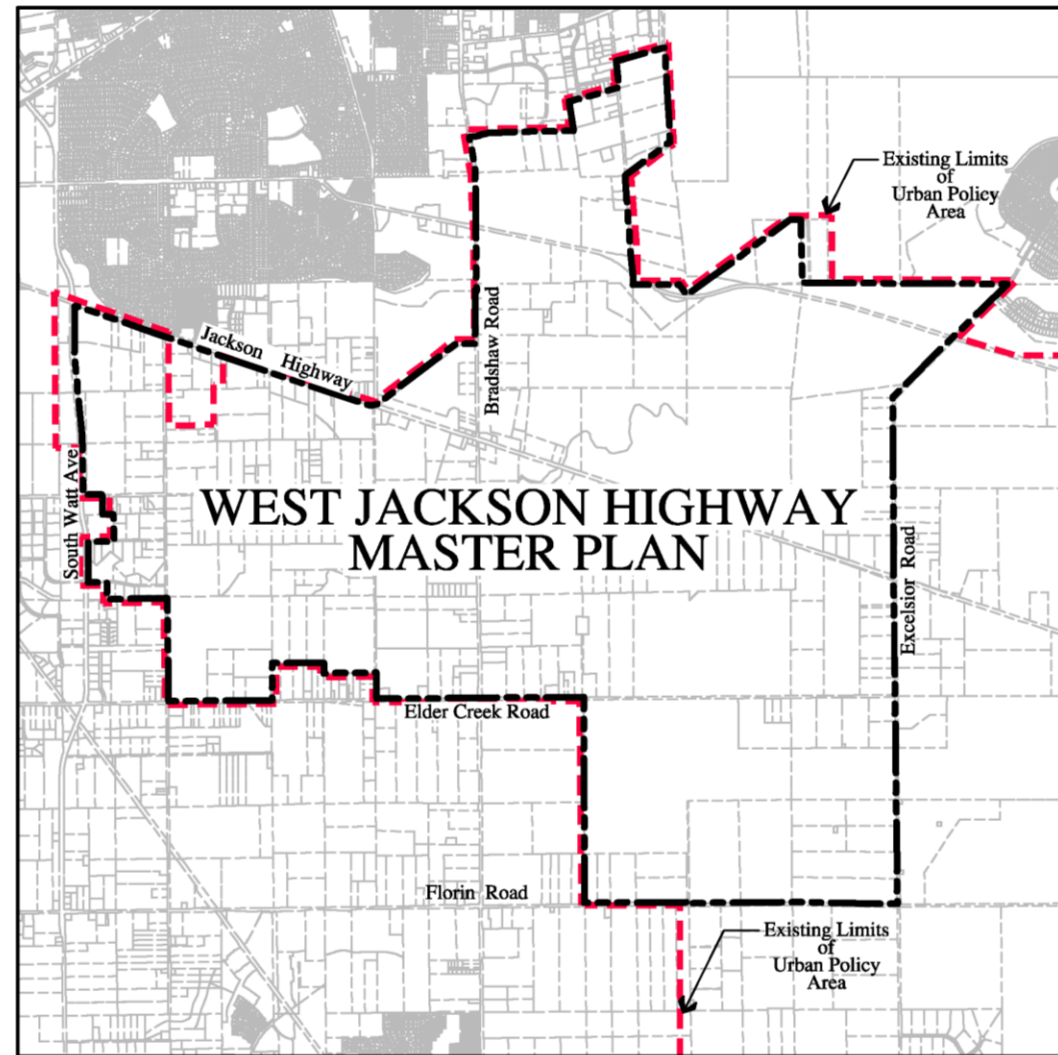 Existing Limits
of
Urban Policy
Area
Jackson Highway
Bradshaw Road
South Watt Ave
WEST JACKSON HIGHWAY
MASTER PLAN
Excelsior Road
Elder Creek Road
Florin Road
Existing Limits
of
Urban Policy
Area